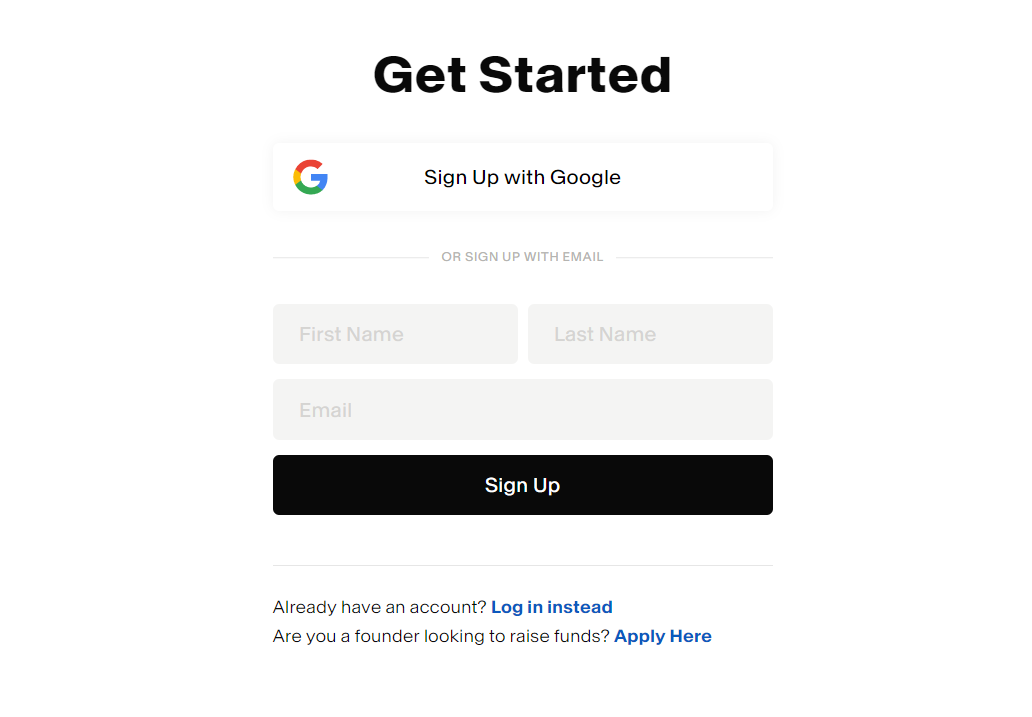 Get Started
Sign Up with Google
OR SIGN UP WITH EMAIL
First Name Last Name
Email
Sign Up
Already have an account? Log in instead
Are you a founder looking to raise funds? Apply Here